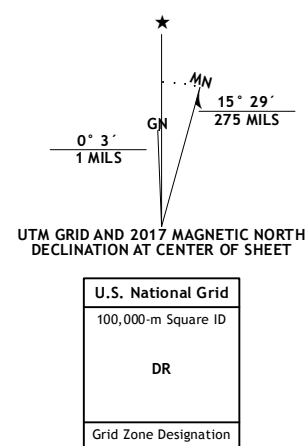 ★
MN
15° 29´
275 MILS
GN
0° 3´
1 MILS
UTM GRID AND 2017 MAGNETIC NORTH
DECLINATION AT CENTER OF SHEET
U.S. National Grid
100,000-m Square ID
DR
Grid Zone Designation